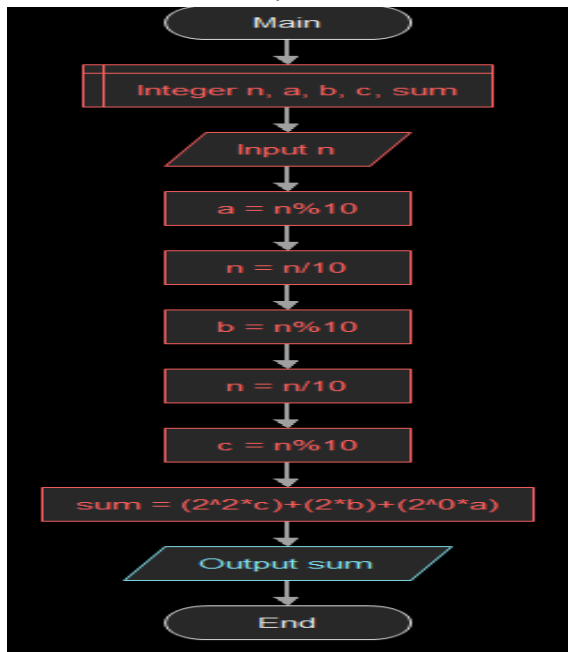 Main
Integer n, a, b, c, sum
Input n
a = n%10
n = n/10
b = n%10
n = n/10
c = n%10
sum = (2^2*c)+(2*b)+(2^0*a)
Output sum
End